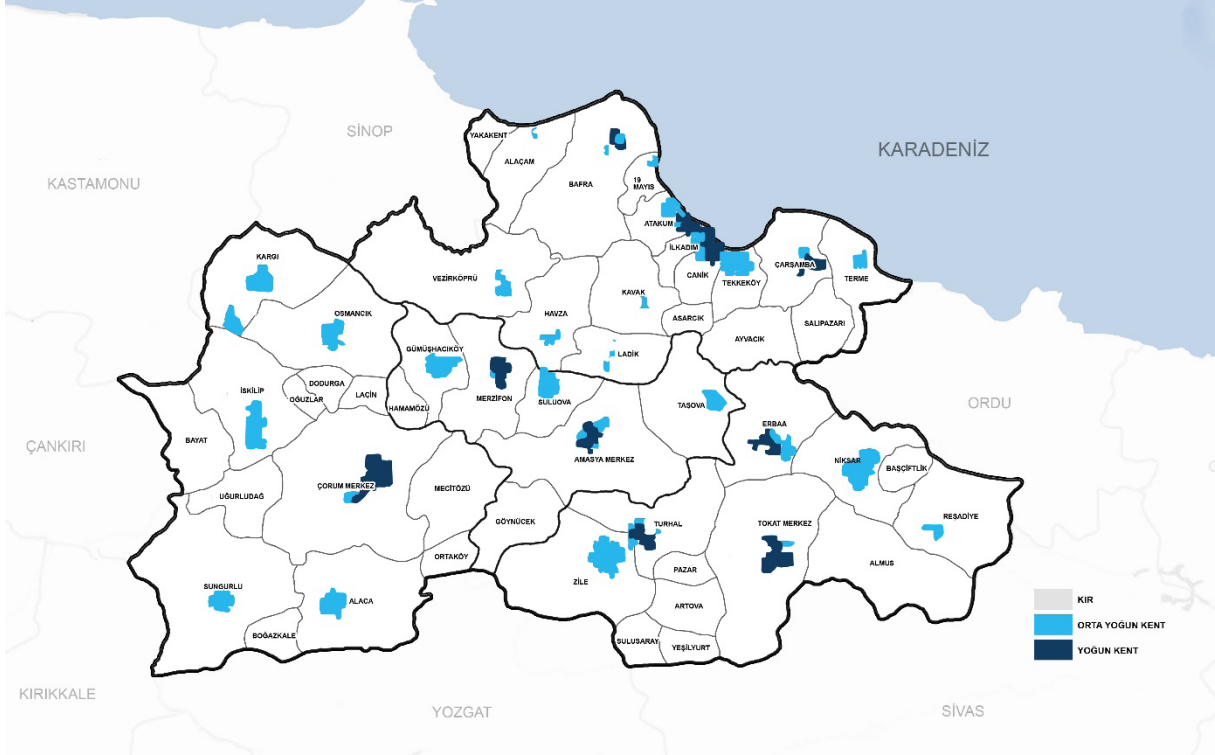 SİNOP
YAKAKENT
ALAÇAM
KARADENİZ
KASTAMONU
BAFRA
19
MAYIS
ATAKUM
İLKADIM
KARGI
ÇARŞAMBA
VEZİRKÖPRÜ
CANİK
TEKKEKÖY
TERME
KAVAK
OSMANCIK
HAVZA
ASARCIK
SALIPAZARI
AYVACIK
GÜMÜŞHACIKÖY
LADİK
DODURGA
İSKİLİP
OĞUZLAR
LAÇİN
HAMAMÖZÜ
MERZİFON
SULUOVA
TAŞOVA
ORDU
BAYAT
ERBAA
ÇANKIRI
AMASYA MERKEZ
NİKSAR
BAŞÇİFTLİK
ÇORUM MERKEZ
MECİTÖZÜ
UĞURLUDAĞ
REŞADİYE
GÖYNÜCEK
TURHAL
TOKAT MERKEZ
ORTAKÖY
PAZAR
ALMUS
ZİLE
SUNGURLU
ALACA
KIR
ARTOVA
ORTA YOĞUN KENT
BOĞAZKALE
SULUSARAY
YEŞİLYURT
YOĞUN KENT
KIRIKKALE
YOZGAT
SİVAS